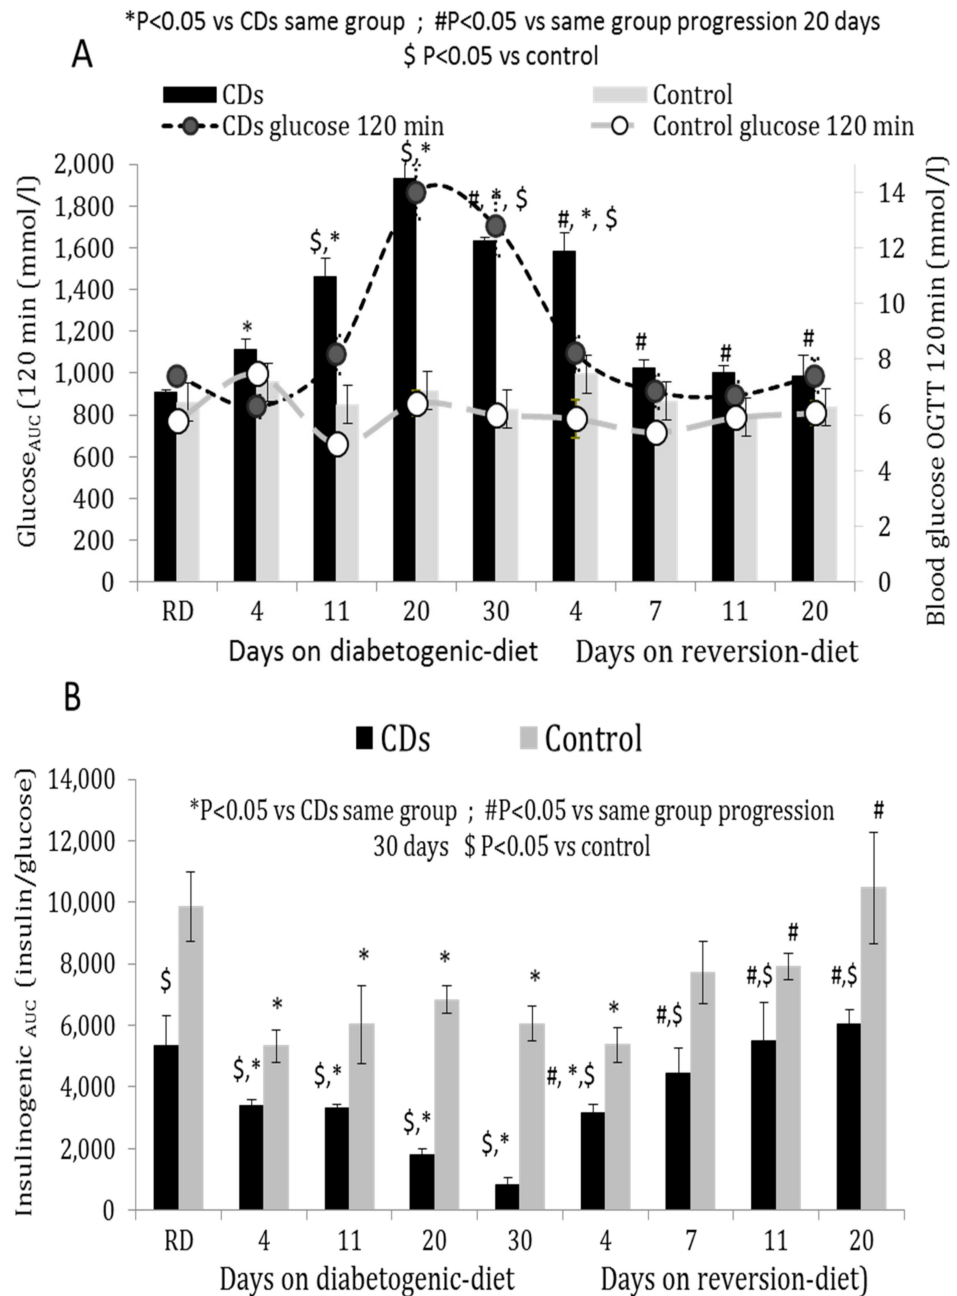 *P<0.05 vs CDs same group ; #P<0.05 vs same group progression 20 days
$ P<0.05 vs control
A
CDs
Control
CDs glucose 120 min
Control glucose 120 min
Glucose AUC (120 min (mmol/l)
2,000
1,800
1,600
1,400
1,200
1,000
800
600
400
200
0
*
$,*
$,*
#, *, $
#, *, $
#
#
#
14
12
10
8
6
4
2
0
Blood glucose OGTT 120min (mmol/l)
RD 4 11 20 30 4 7 11 20
Days on diabetogenic-diet Days on reversion-diet
B
CDs Control
*P<0.05 vs CDs same group ; #P<0.05 vs same group progression
30 days $ P<0.05 vs control
Insulinogenic AUC (insulin/glucose)
14,000
12,000
10,000
8,000
6,000
4,000
2,000
0
$
$,*
*
$,*
*
$,*
*
$,*
*
#, *,$
*
#,$
#,$
#
#,$
#
RD 4 11 20 30 4 7 11 20
Days on diabetogenic-diet Days on reversion-diet)